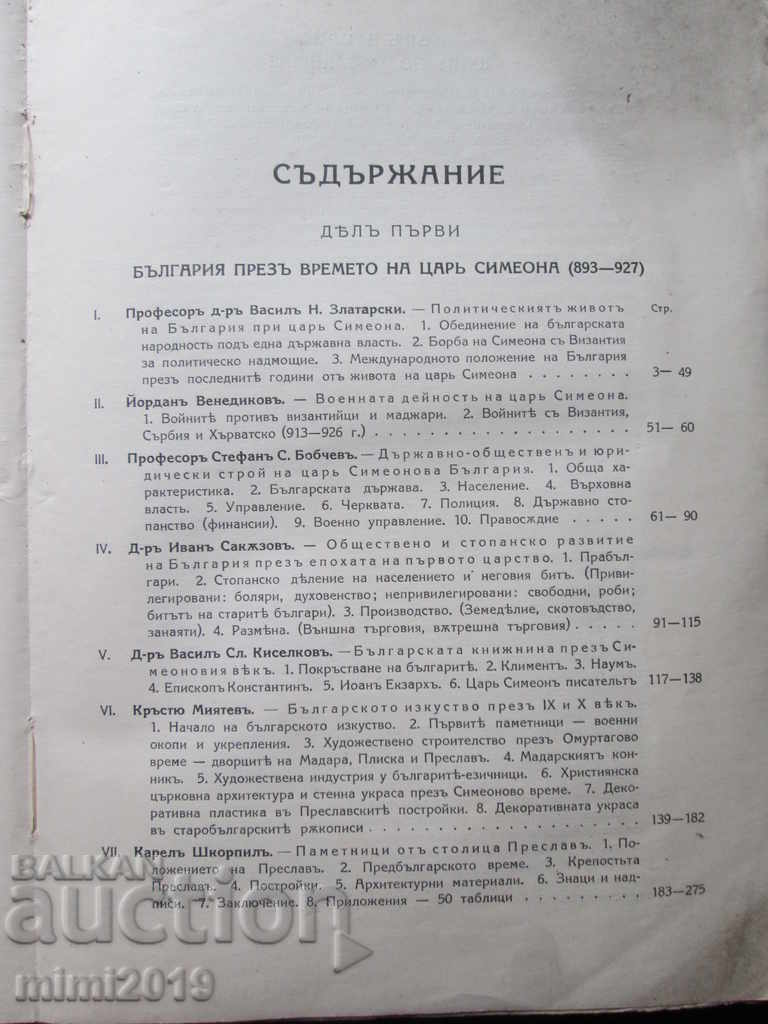 СЪДЪРЖАНИЕ
ДѢЛЪ ПЪРВИ
БЪЛГАРИЯ ПРЕЗЪ ВРЕМЕТО НА ЦАРЬ СИМЕОНА (893—927)
Стр.
I. Професоръ д-ръ Василъ Н. Златарски. — Политическиятъ животъ
на България при царь Симеона. 1. Обединение на българската
народность подъ една държавна власть. 2. Борба на Симеона съ Византия
за политическо надмощие. 3. Международното положение на България
презъ последнитѣ години отъ живота на царь Симеона - - - - - - - - 3—49
II. Йорданъ Венедиковъ. — Военната дейность на царь Симеона.
1. Войнитѣ противъ византийци и маджари. 2. Войнитѣ съ Византия,
Сърбия и Хърватско (913—926 г.) - - - - - - - - - - - - - - - 51—60
III. Професоръ Стефанъ С. Бобчевъ. — Държавно-общественъ и юри-
дически строй на царь Симеонова България. 1. Обща ха-
рактеристика. 2. Българската държава. 3. Население. 4. Върховна
власть. 5. Управление. 6. Черквата. 7. Полиция. 8. Държавно сто-
панство (финансии). 9. Военно управление. 10. Правосѫдие - - - - - 61—90
IV. Д-ръ Иванъ Сакѫзовъ. — Обществено и стопанско развитие
на България презъ епохата на първото царство. 1. Прабъл-
гари. 2. Стопанско дѣление на населението и неговия битъ. (Приви-
легировани: боляри, духовенство; непривилегировани: свободни, роби;
битътъ на старитѣ българи). 3. Производство. (Земедѣлие, скотовъдство,
занаяти). 4. Размѣна. (Външна търговия, вѫтрешна търговия) - - - - - 91—115
V. Д-ръ Василъ Сл. Киселковъ. — Българската книжнина презъ Си-
меоновия вѣкъ. 1. Покръстване на българитѣ. 2. Климентъ. 3. Наумъ.
4. Епископъ Константинъ. 5. Иоанъ Екзархъ. 6. Царь Симеонъ писательтъ 117—138
VI. Кръстю Миятевъ. — Българското изкуство презъ IX и X вѣкъ.
1. Начало на българското изкуство. 2. Първитѣ паметници — военни
окопи и укрепления. 3. Художествено строителство презъ Омуртагово
време — дворцитѣ на Мадара, Плиска и Преславъ. 4. Мадарскиятъ кон-
никъ. 5. Художествена индустрия у българитѣ-езичници. 6. Християнска
църковна архитектура и стенна украса презъ Симеоново време. 7. Деко-
ративна пластика въ Преславскитѣ постройки. 8. Декоративната украса
въ старобългарскитѣ рѫкописи - - - - - - - - - - - - - - - 139—182
VII. Карелъ Шкорпилъ. — Паметници отъ столица Преславъ. 1. По-
ложението на Преславъ. 2. Предбългарското време. 3. Крепостьта
Преславъ. 4. Постройки. 5. Архитектурни материали. 6. Знаци и над-
писи. 7. Заключение. 8. Приложения — 50 таблици - - - - - - - - - 183—275
BALKAN
auction
mimi2019